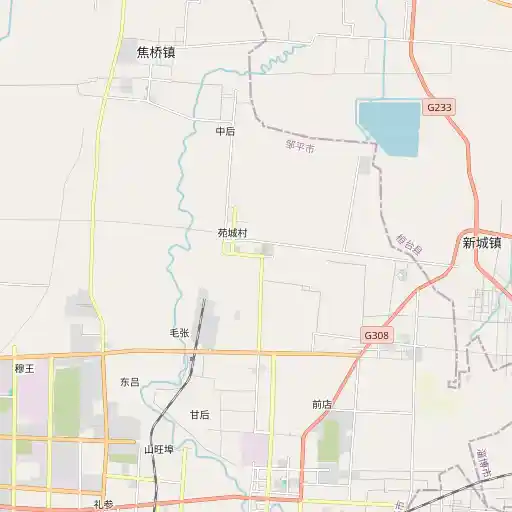 焦桥镇
G233
中后
邹平市
苑城村
桓台县
新城镇
毛张
G308
穆王
东吕
前店
甘后
山旺埠
淄博市
礼参